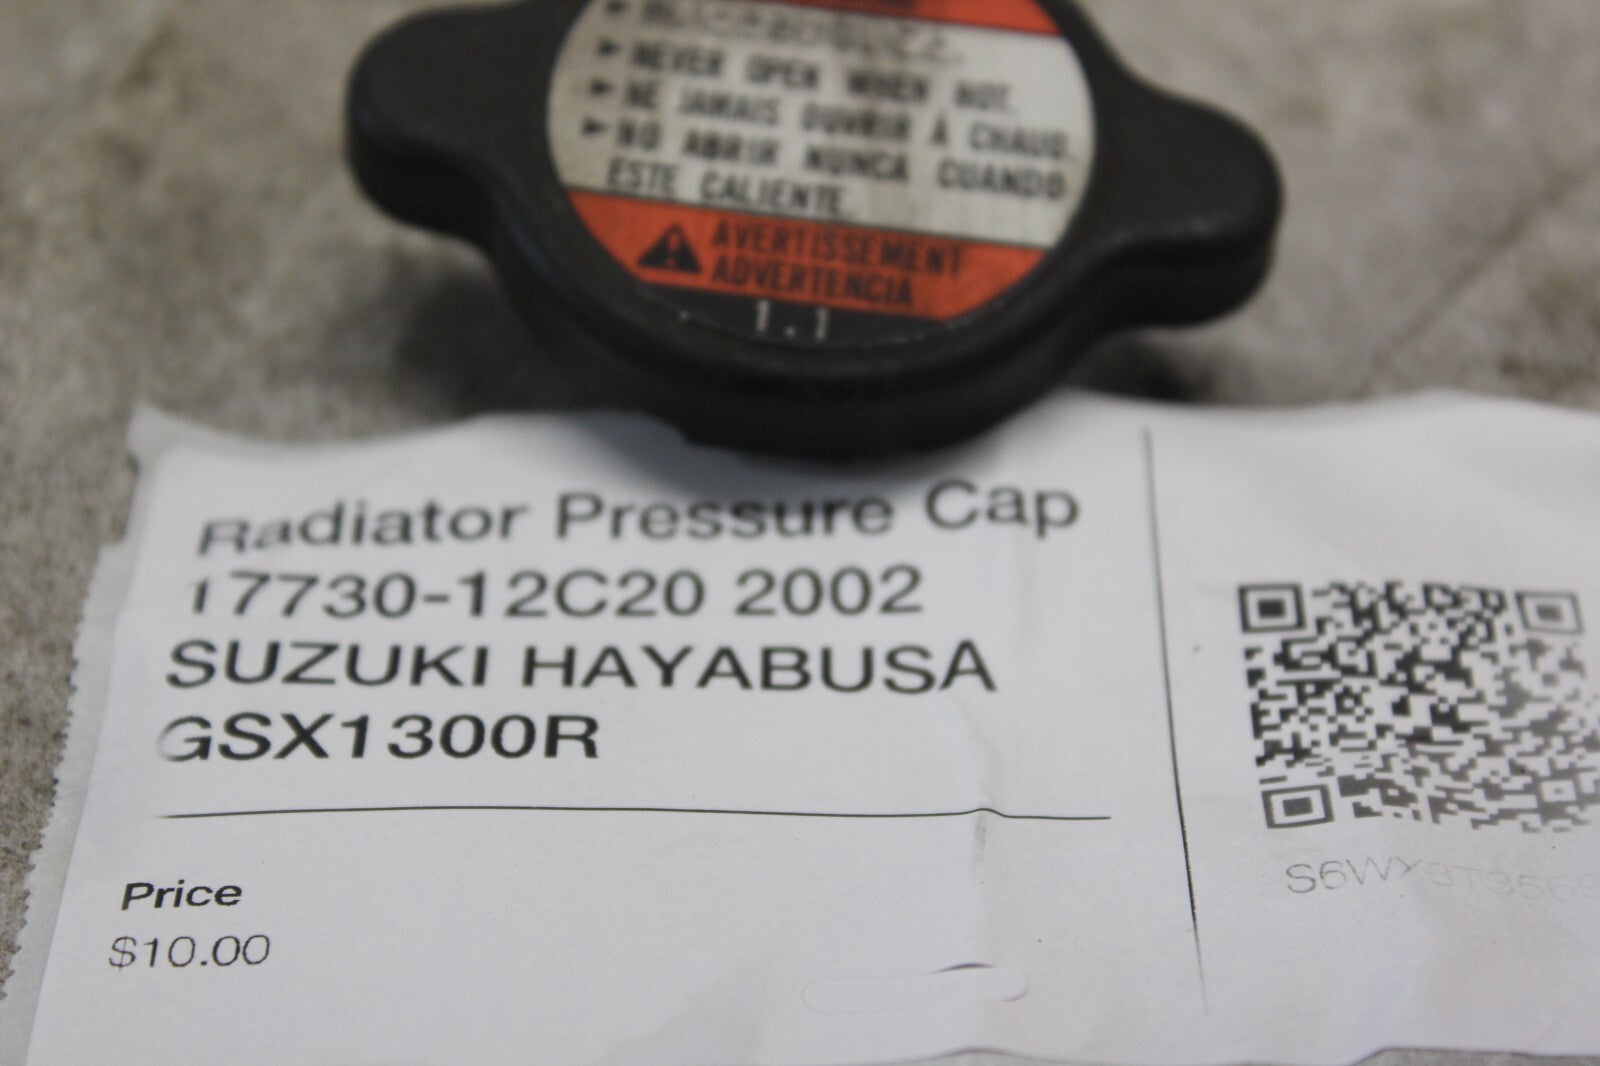 ► NEVER OPEN WHEN HOT.
► NE JAMAIS OUVRIR À CHAUD.
► NO ABRIR NUNCA CUANDO
ESTE CALIENTE.
AVERTISSEMENT
ADVERTENCIA
1.1
Radiator Pressure Cap
17730-12C20 2002
SUZUKI HAYABUSA
GSX1300R
Price
$10.00